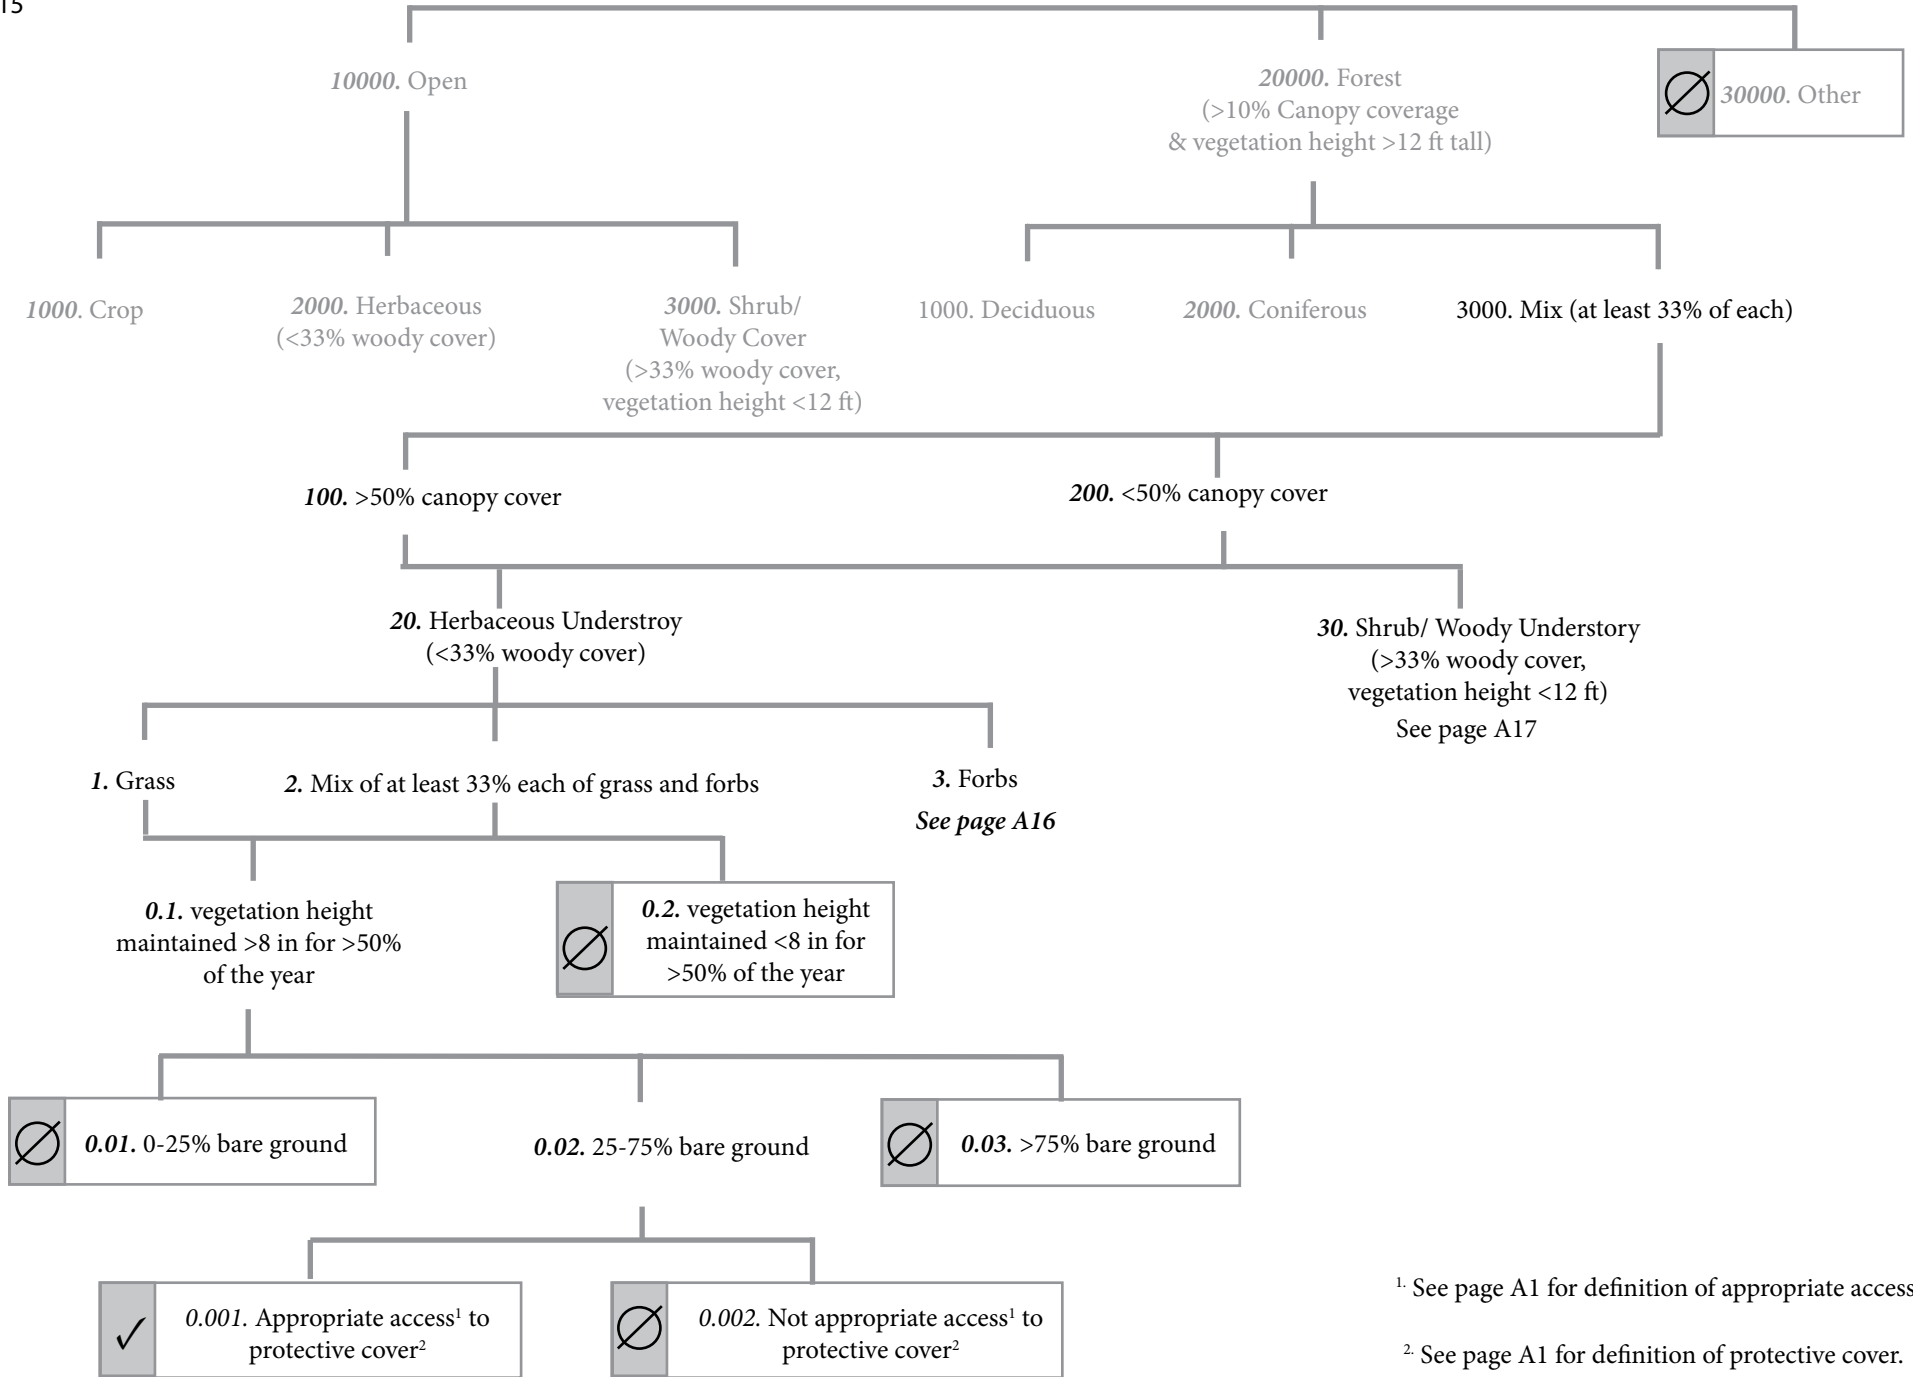 15
10000. Open
20000. Forest
(>10% Canopy coverage
& vegetation height >12 ft tall)
30000. Other
1000. Crop
2000. Herbaceous
(<33% woody cover)
3000. Shrub/
Woody Cover
(>33% woody cover,
vegetation height <12 ft)
1000. Deciduous
2000. Coniferous
3000. Mix (at least 33% of each)
100. >50% canopy cover
200. <50% canopy cover
20. Herbaceous Understroy
(<33% woody cover)
30. Shrub/ Woody Understory
(>33% woody cover,
vegetation height <12 ft)
See page A17
1. Grass
2. Mix of at least 33% each of grass and forbs
3. Forbs
See page A16
0.1. vegetation height
maintained >8 in for >50%
of the year
0.2. vegetation height
maintained <8 in for
>50% of the year
0.01. 0-25% bare ground
0.02. 25-75% bare ground
0.03. >75% bare ground
0.001. Appropriate access¹ to
protective cover²
0.002. Not appropriate access¹ to
protective cover²
1. See page A1 for definition of appropriate access
2. See page A1 for definition of protective cover.